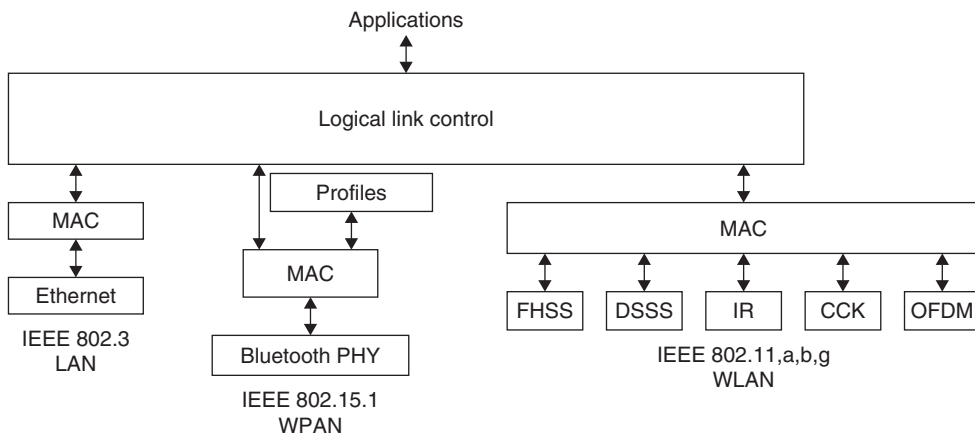 Applications
Logical link control
Profiles
MAC
MAC
MAC
Ethernet
FHSS
DSSS
IR
CCK
OFDM
IEEE 802.3
LAN
Bluetooth PHY
IEEE 802.11,a,b,g
WLAN
IEEE 802.15.1
WPAN